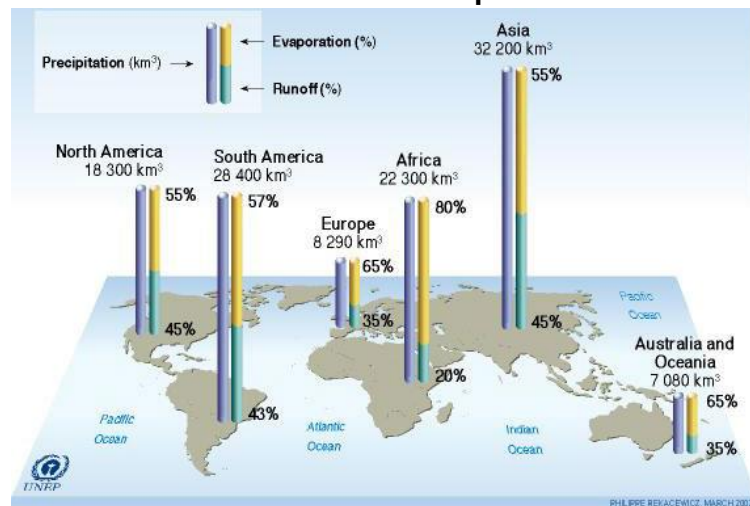 Precipitation (km³)
Evaporation (%)
Runoff (%)
Asia
32 200 km³
55%
45%
North America
18 300 km³
55%
45%
South America
28 400 km³
57%
43%
Europe
8 290 km³
65%
35%
Africa
22 300 km³
80%
20%
Australia and
Oceania
7 080 km³
65%
35%
Pacific
Ocean
Pacific
Ocean
Atlantic
Ocean
Indian
Ocean
UNEP
PHILIPPE REKACEWICZ, MARCH